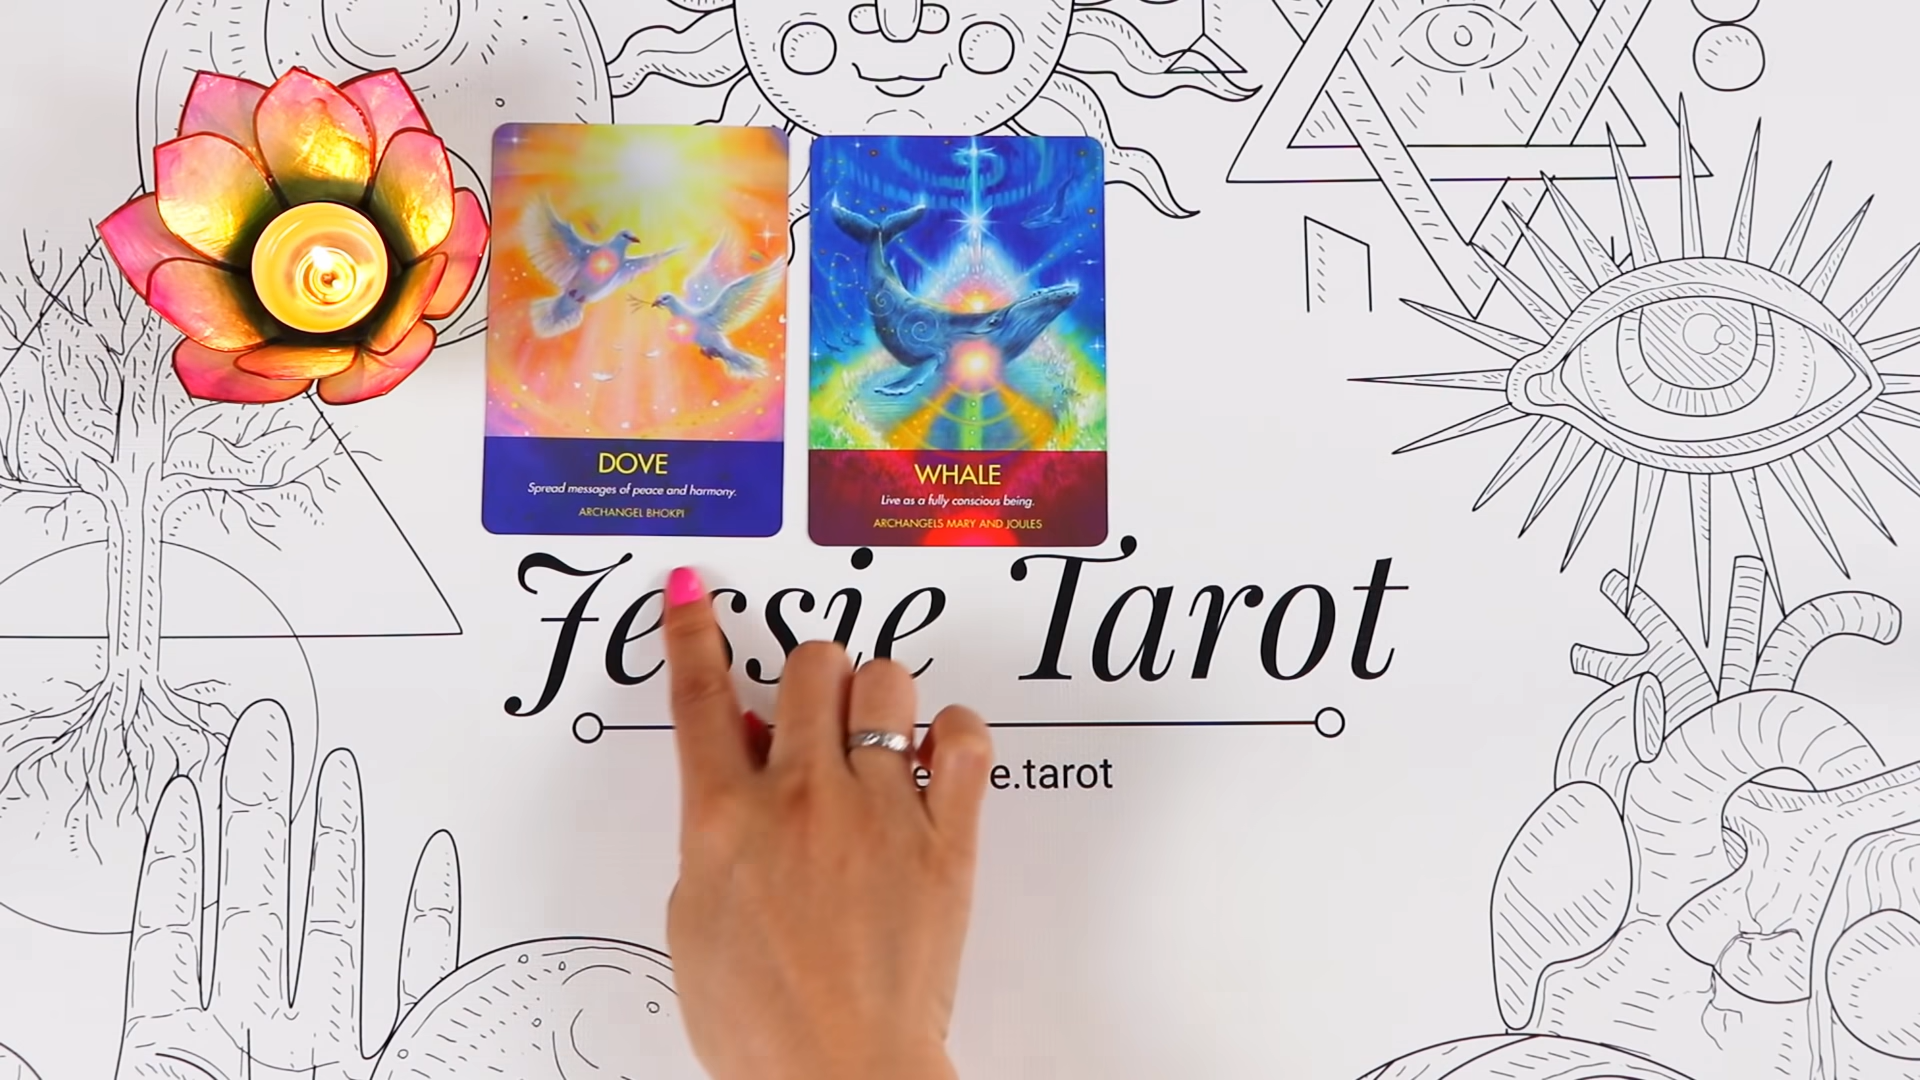 DOVE
Spread messages of peace and harmony.
ARCHANGEL BHOKPI
WHALE
Live as a fully conscious being.
ARCHANGELS MARY AND JOULES
Jessie Tarot
e.tarot